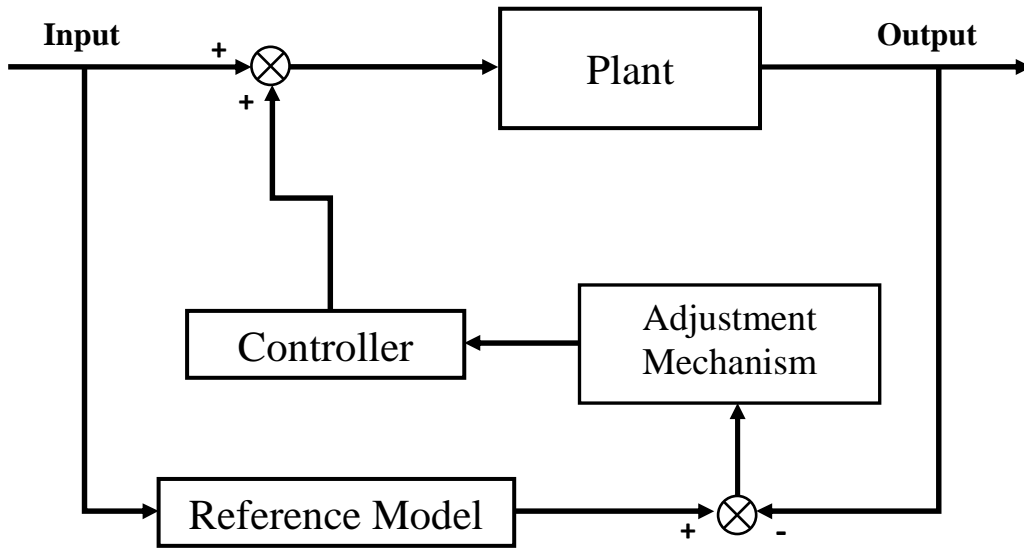 Input
Output
+
+
Plant
Adjustment
Mechanism
Controller
Reference Model
+
-